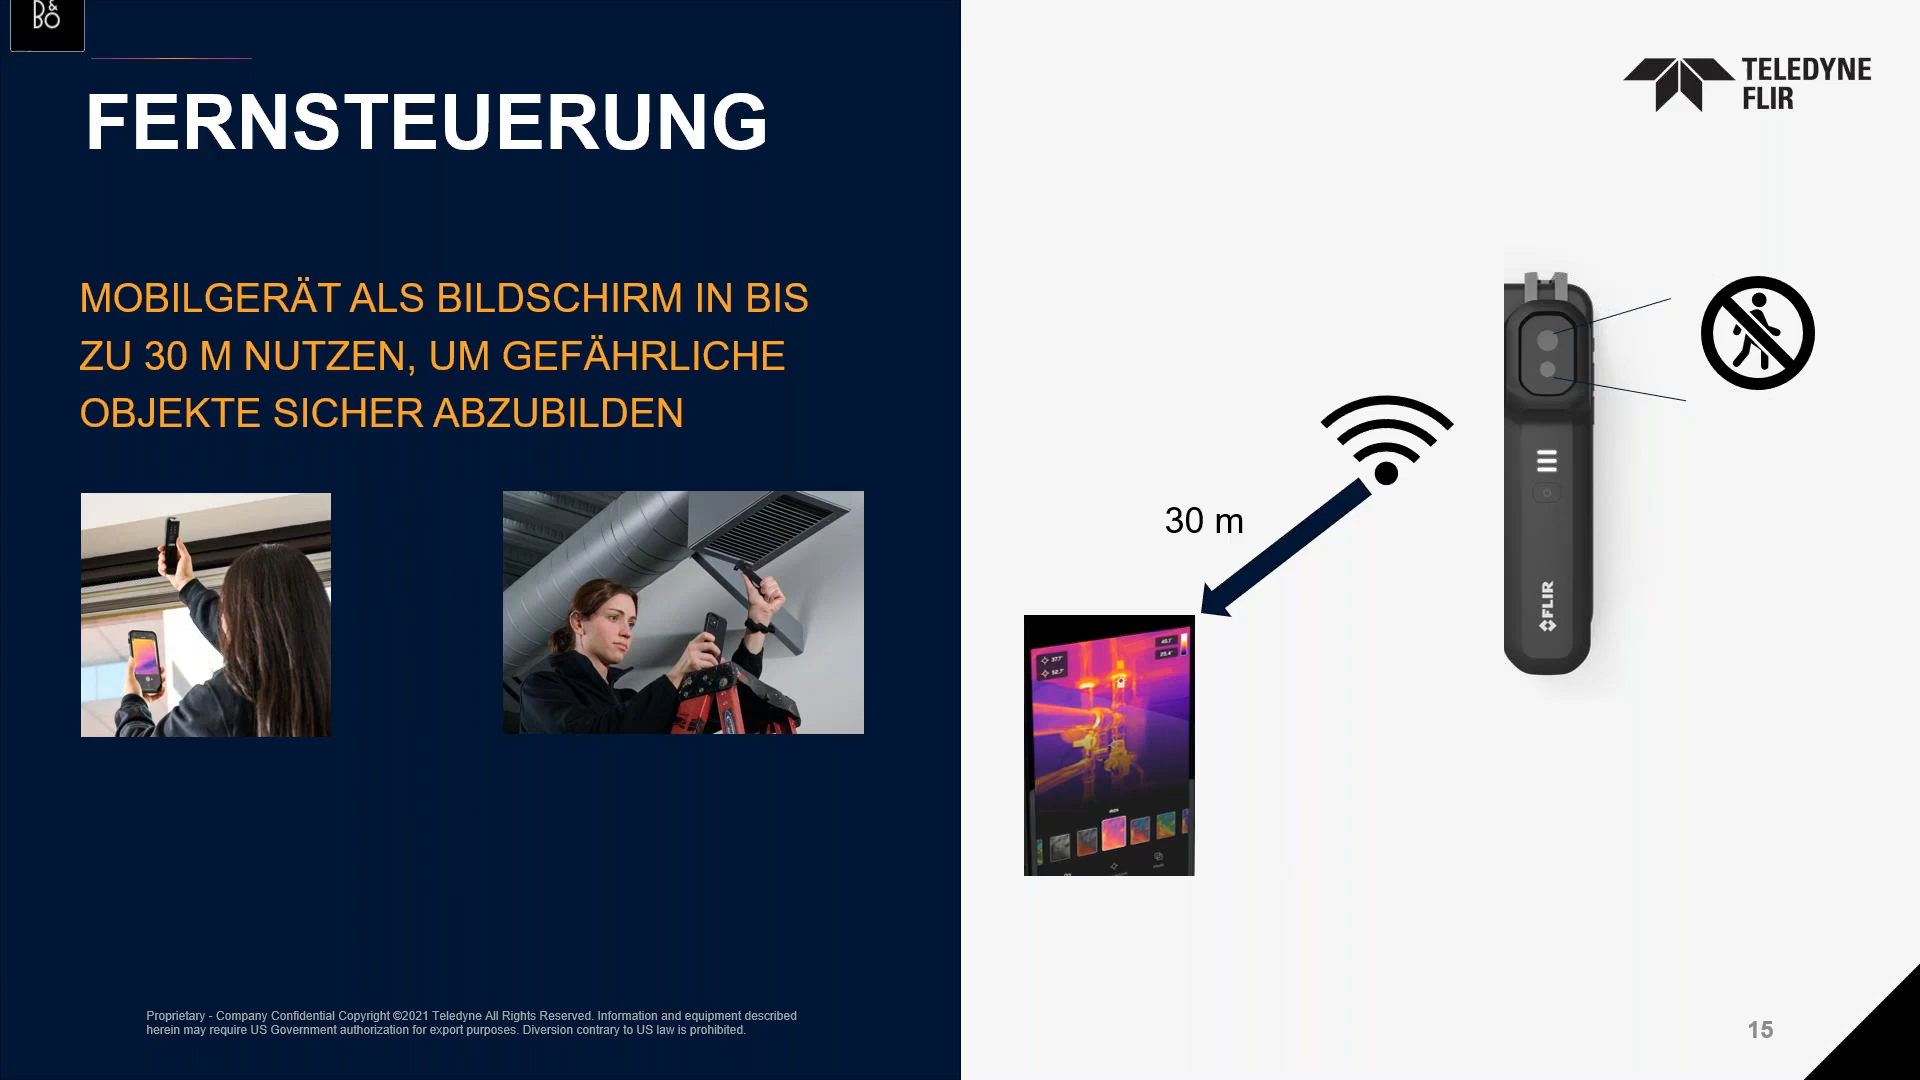 B&O
TELEDYNE
FLIR
FERNSTEUERUNG
MOBILGERÄT ALS BILDSCHIRM IN BIS
ZU 30 M NUTZEN, UM GEFÄHRLICHE
OBJEKTE SICHER ABZUBILDEN
30 m
FLIR
Proprietary - Company Confidential Copyright ©2021 Teledyne All Rights Reserved. Information and equipment described
herein may require US Government authorization for export purposes. Diversion contrary to US law is prohibited.
15